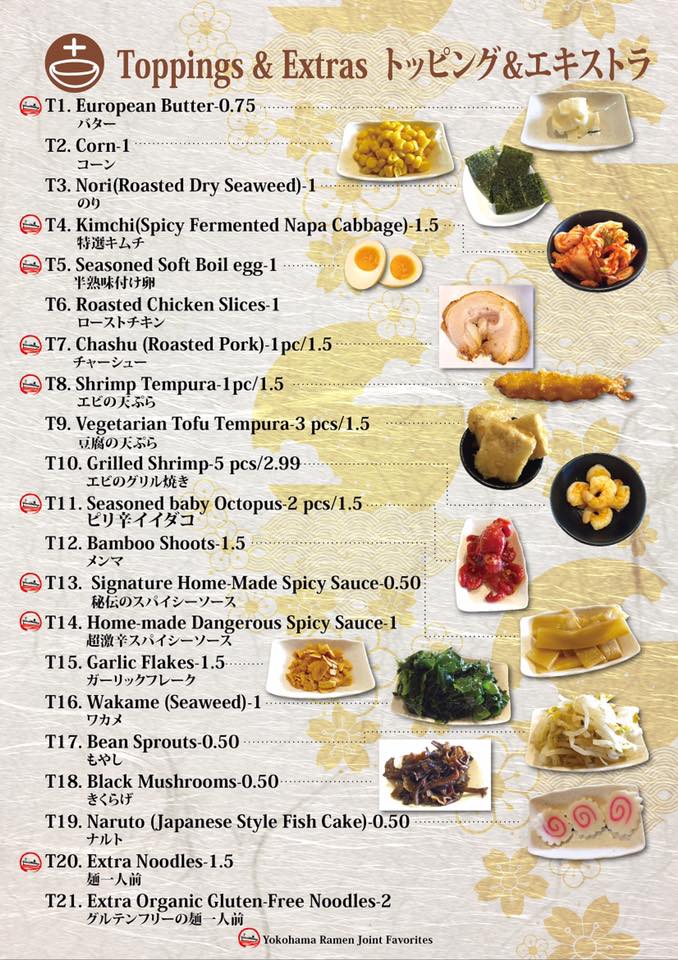 Toppings & Extras トッピング&エキストラ
T1. European Butter-0.75
バター
T2. Corn-1
コーン
T3. Nori(Roasted Dry Seaweed)-1
のり
T4. Kimchi(Spicy Fermented Napa Cabbage)-1.5
特選キムチ
T5. Seasoned Soft Boil egg-1
半熟味付け卵
T6. Roasted Chicken Slices-1
ローストチキン
T7. Chashu (Roasted Pork)-1pc/1.5
チャーシュー
T8. Shrimp Tempura-1pc/1.5
エビの天ぷら
T9. Vegetarian Tofu Tempura-3 pcs/1.5
豆腐の天ぷら
T10. Grilled Shrimp-5 pcs/2.99
エビのグリル焼き
T11. Seasoned baby Octopus-2 pcs/1.5
ピリ辛イイダコ
T12. Bamboo Shoots-1.5
メンマ
T13. Signature Home-Made Spicy Sauce-0.50
秘伝のスパイシーソース
T14. Home-made Dangerous Spicy Sauce-1
超激辛スパイシーソース
T15. Garlic Flakes-1.5
ガーリックフレーク
T16. Wakame (Seaweed)-1
ワカメ
T17. Bean Sprouts-0.50
もやし
T18. Black Mushrooms-0.50
きくらげ
T19. Naruto (Japanese Style Fish Cake)-0.50
ナルト
T20. Extra Noodles-1.5
麺一人前
T21. Extra Organic Gluten-Free Noodles-2
グルテンフリーの麺一人前
Yokohama Ramen Joint Favorites